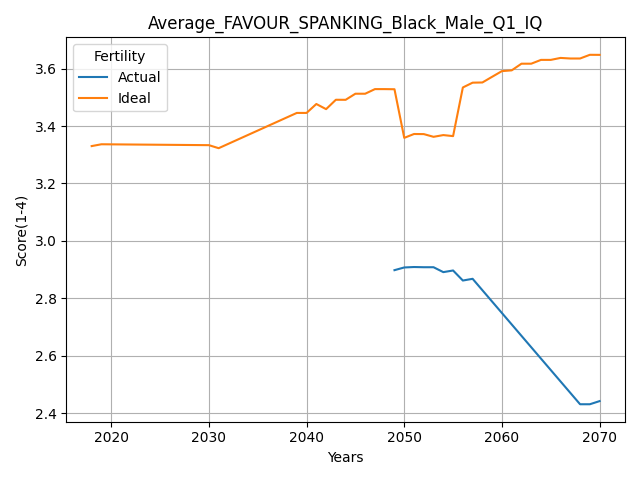 Average_FAVOUR_SPANKING_Black_Male_Q1_IQ
Fertility
Actual
Ideal
Score(1-4)
3.6
3.4
3.2
3.0
2.8
2.6
2.4
2020 2030 2040 2050 2060 2070
Years